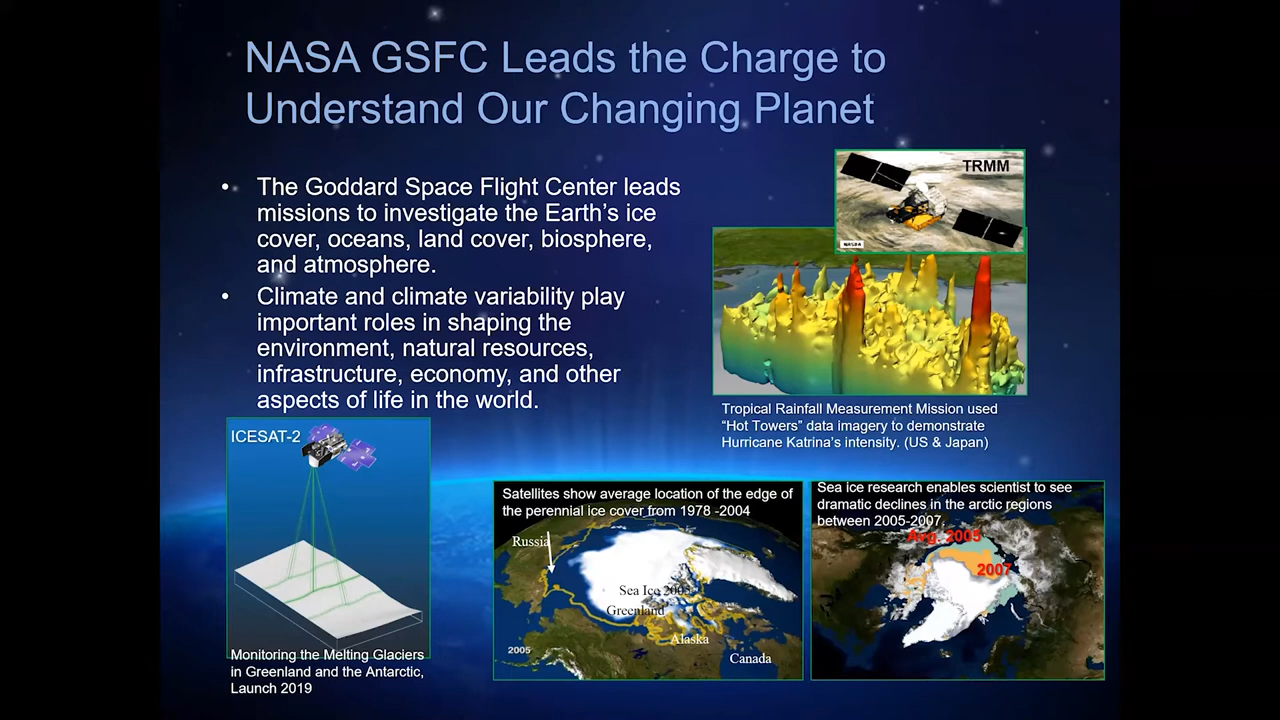 NASA GSFC Leads the Charge to
Understand Our Changing Planet
• The Goddard Space Flight Center leads
missions to investigate the Earth’s ice
cover, oceans, land cover, biosphere,
and atmosphere.
• Climate and climate variability play
important roles in shaping the
environment, natural resources,
infrastructure, economy, and other
aspects of life in the world.
TRMM
Tropical Rainfall Measurement Mission used
“Hot Towers” data imagery to demonstrate
Hurricane Katrina’s intensity. (US & Japan)
ICESAT-2
Monitoring the Melting Glaciers
in Greenland and the Antarctic,
Launch 2019
Satellites show average location of the edge of
the perennial ice cover from 1978 -2004
Russia
Sea Ice 2005
Greenland
Alaska
Canada
2005
Sea ice research enables scientist to see
dramatic declines in the arctic regions
between 2005-2007.
Avg. 2005
2007